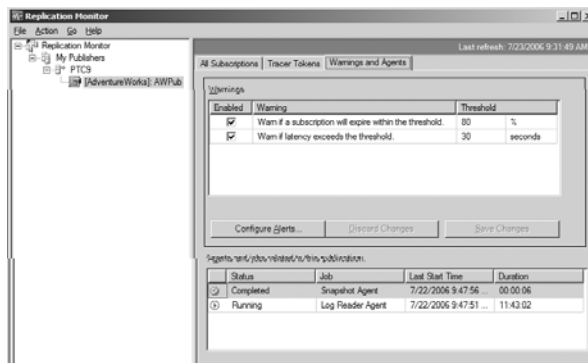 Replication Monitor
File Action Go Help
Replication Monitor
My Publishers
PTC9
[AdventureWorks]: AWPub
Last refresh: 7/23/2006 9:31:49 AM
All Subscriptions Tracer Tokens Warnings and Agents
Warnings
Enabled Warning Threshold
Warn if a subscription will expire within the threshold. 80 %
Warn if latency exceeds the threshold. 30 seconds
Configure Alerts... Discard Changes Save Changes
Agents and jobs related to this publication.
Status Job Last Start Time Duration
Completed Snapshot Agent 7/22/2006 9:47:56 ... 00:00:06
Running Log Reader Agent 7/22/2006 9:47:51 ... 11:43:02